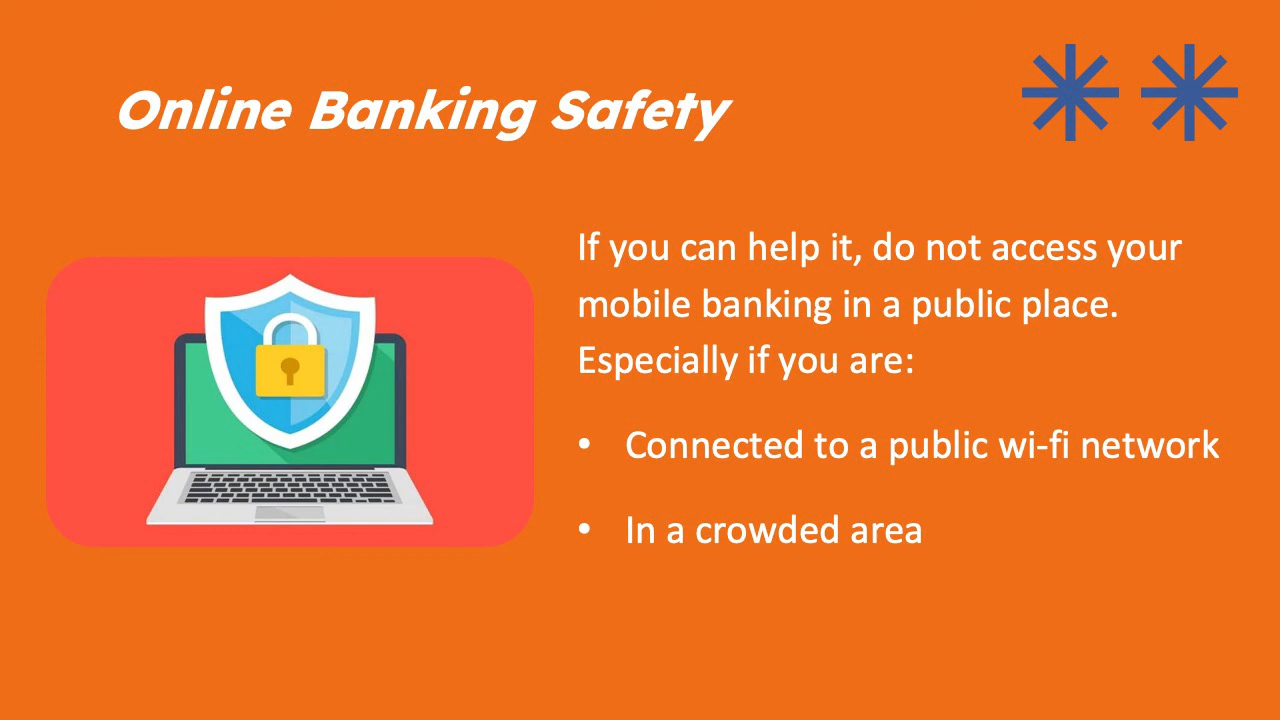 Online Banking Safety
If you can help it, do not access your
mobile banking in a public place.
Especially if you are:
• Connected to a public wi-fi network
• In a crowded area